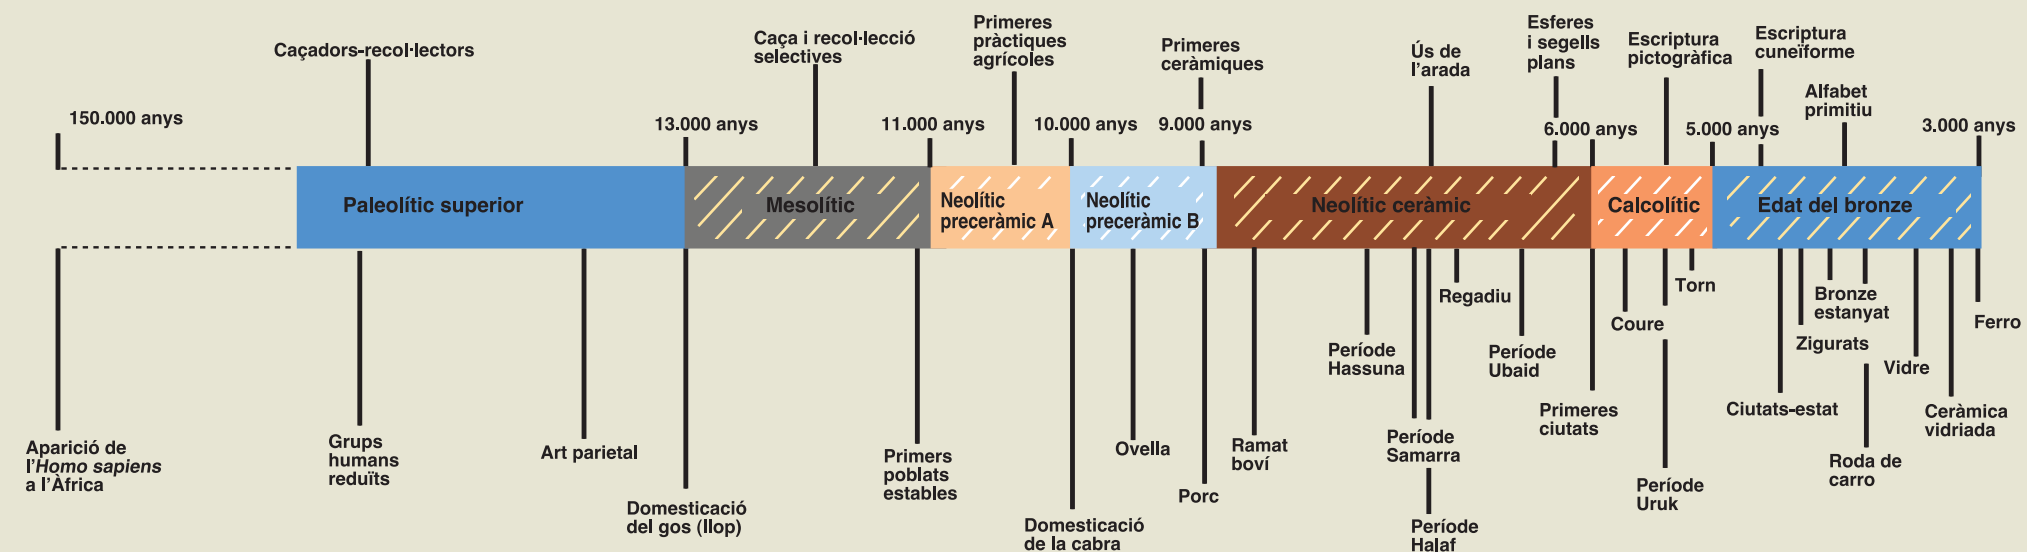 Caçadors-recol·lectors
Caça i recol·lecció
selectives
Primeres
pràctiques
agrícoles
Primeres
ceràmiques
Ús de
l’arada
Esferes
i segells
plans
Escriptura
pictogràfica
Escriptura
cuneïforme
Alfabet
primitiu
150.000 anys
13.000 anys
11.000 anys
10.000 anys
9.000 anys
6.000 anys
5.000 anys
3.000 anys
Paleolític superior
Mesolític
Neolític
preceràmic A
Neolític
preceràmic B
Neolític ceràmic
Calcolític
Edat del bronze
Aparició de
l’Homo sapiens
a l’Àfrica
Grups
humans
reduïts
Art parietal
Domesticació
del gos (llop)
Primers
poblats
estables
Domesticació
de la cabra
Ovella
Porc
Ramat
boví
Període
Hassuna
Període
Samarra
Període
Halaf
Regadiu
Període
Ubaid
Primeres
ciutats
Coure
Període
Uruk
Torn
Ciutats-estat
Zigurats
Bronze
estanyat
Roda de
carro
Vidre
Ceràmica
vidriada
Ferro